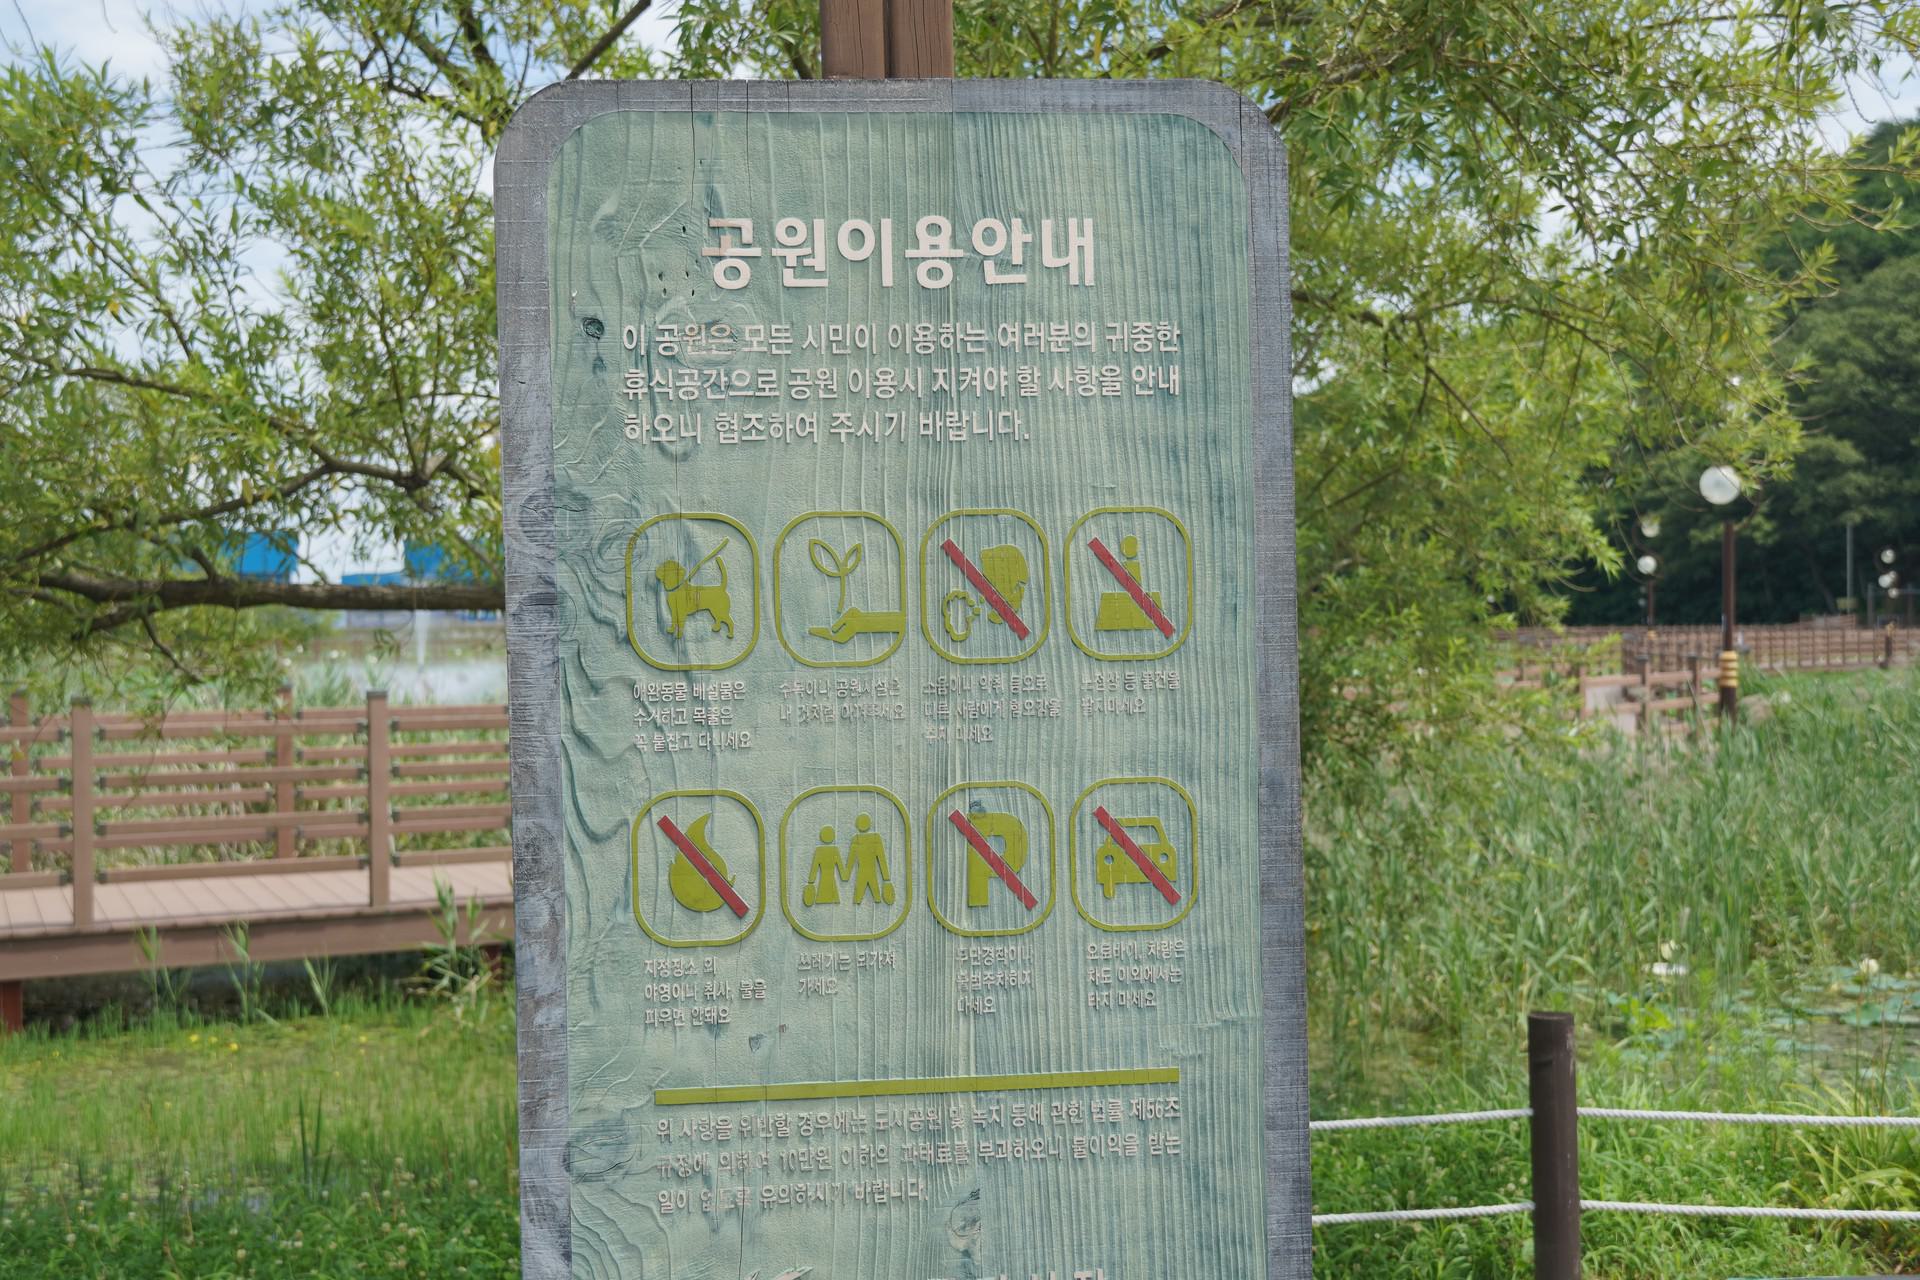 공원이용안내
이 공원은 모든 시민이 이용하는 여러분의 귀중한
휴식공간으로 공원 이용시 지켜야 할 사항을 안내
하오니 협조하여 주시기 바랍니다.
애완동물 배설물은
수거하고 목줄은
꼭 붙잡고 다니세요
수목이나 공원시설은
내 것처럼 아껴주세요
소음이나 악취 등으로
다른 사람에게 혐오감을
주지 마세요
노점상 등 물건을
팔지마세요
지정장소 외
야영이나 취사, 불을
피우면 안돼요
쓰레기는 되가져
가세요
무단경작이나
불법주차하지
마세요
오토바이, 차량은
차도 이외에서는
타지 마세요
위 사항을 위반할 경우에는 도시공원 및 녹지 등에 관한 법률 제56조
규정에 의하여 10만원 이하의 과태료를 부과하오니 불이익을 받는
일이 없도록 유의하시기 바랍니다.